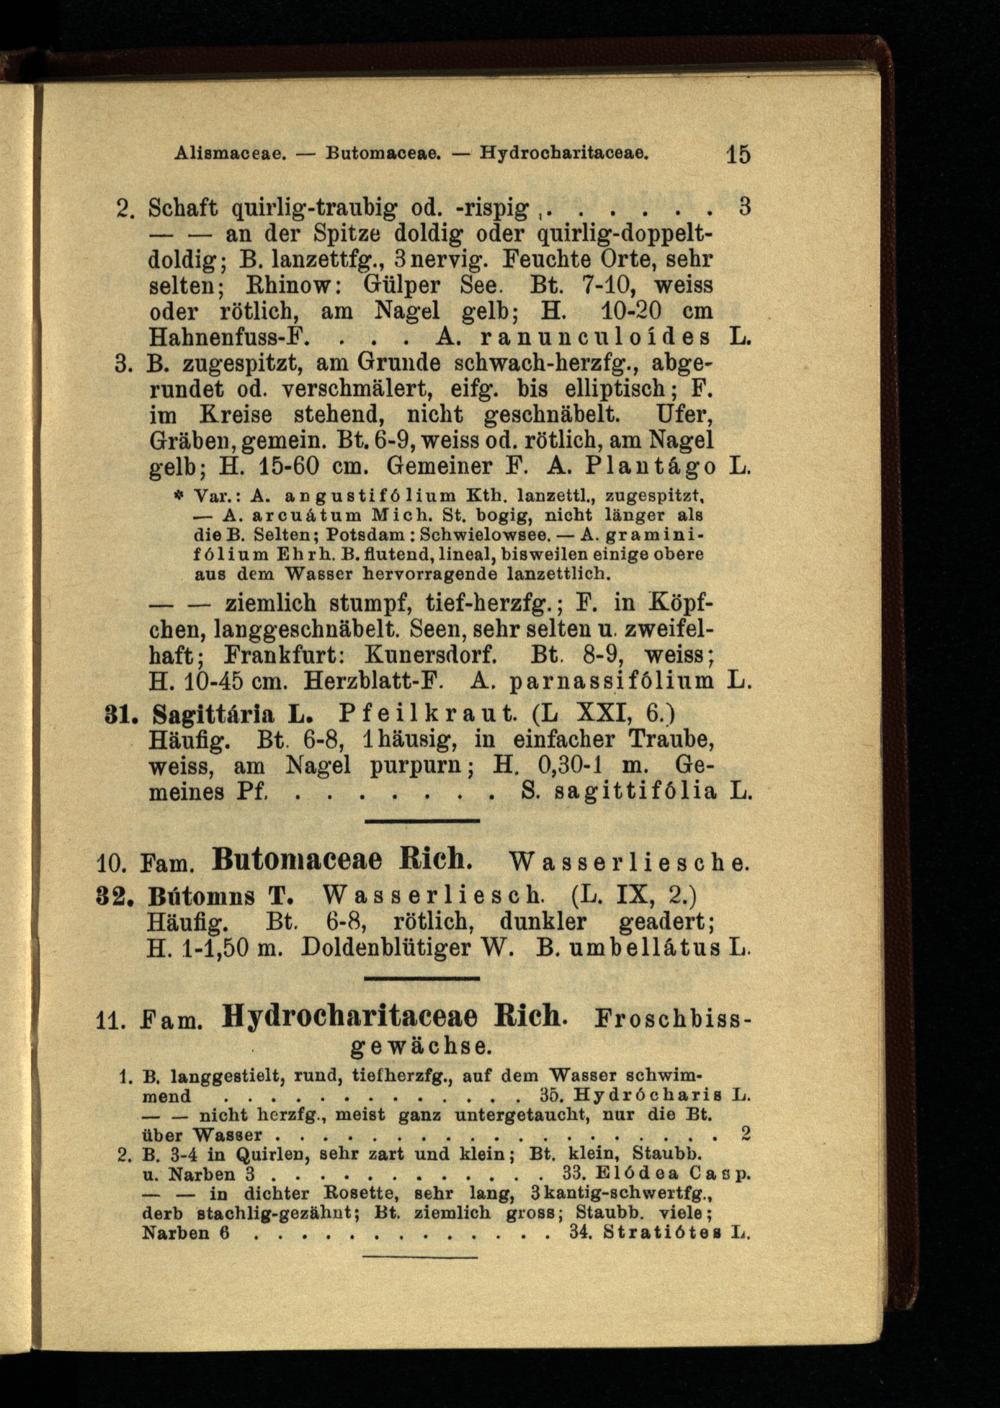 Alismaceae. — Butomaceae. — Hydrocharitaceae. 15
2. Schaft quirlig-traubig od. -rispig . . . . . . . 3
— — an der Spitze doldig oder quirlig-doppelt-
doldig; B. lanzettfg., 3nervig. Feuchte Orte, sehr
selten; Rhinow: Gülper See. Bt. 7-10, weiss
oder rötlich, am Nagel gelb; H. 10-20 cm
Hahnenfuss-F. . . . A. ranunculoídes L.
3. B. zugespitzt, am Grunde schwach-herzfg., abge-
rundet od. verschmälert, eifg. bis elliptisch; F.
im Kreise stehend, nicht geschnäbelt. Ufer,
Gräben, gemein. Bt. 6-9, weiss od. rötlich, am Nagel
gelb; H. 15-60 cm. Gemeiner F. A. Plantágo L.
* Var.: A. angustifólium Kth. lanzettl., zugespitzt,
— A. arcuátum Mich. St. bogig, nicht länger als
die B. Selten; Potsdam: Schwielowsee. — A. gramini-
fólium Ehrh. B. flutend, lineal, bisweilen einige obere
aus dem Wasser hervorragende lanzettlich.
— — ziemlich stumpf, tief-herzfg.; F. in Köpf-
chen, langgeschnäbelt. Seen, sehr selten u. zweifel-
haft; Frankfurt: Kunersdorf. Bt. 8-9, weiss;
H. 10-45 cm. Herzblatt-F. A. parnassifólium L.
31. Sagittária L. Pfeilkraut. (L XXI, 6.)
Häufig. Bt. 6-8, 1häusig, in einfacher Traube,
weiss, am Nagel purpurn; H. 0,30-1 m. Ge-
meines Pf. . . . . . . . . S. sagittifólia L.
10. Fam. Butomaceae Rich. Wasserliesche.
32. Bútomns T. Wasserliesch. (L. IX, 2.)
Häufig. Bt. 6-8, rötlich, dunkler geadert;
H. 1-1,50 m. Doldenblütiger W. B. umbellátus L.
11. Fam. Hydrocharitaceae Rich. Froschbiss-
gewächse.
1. B. langgestielt, rund, tiefherzfg., auf dem Wasser schwim-
mend . . . . . . . . . . . . . 35. Hydrócharis L.
— — nicht herzfg., meist ganz untergetaucht, nur die Bt.
über Wasser . . . . . . . . . . . . . . . . . . . 2
2. B. 3-4 in Quirlen, sehr zart und klein; Bt. klein, Staubb.
u. Narben 3 . . . . . . . . . . . . 33. Elódea Casp.
— — in dichter Rosette, sehr lang, 3kantig-schwertfg.,
derb stachlig-gezähnt; Bt. ziemlich gross; Staubb. viele;
Narben 6 . . . . . . . . . . . . . 34. Stratiótes L.